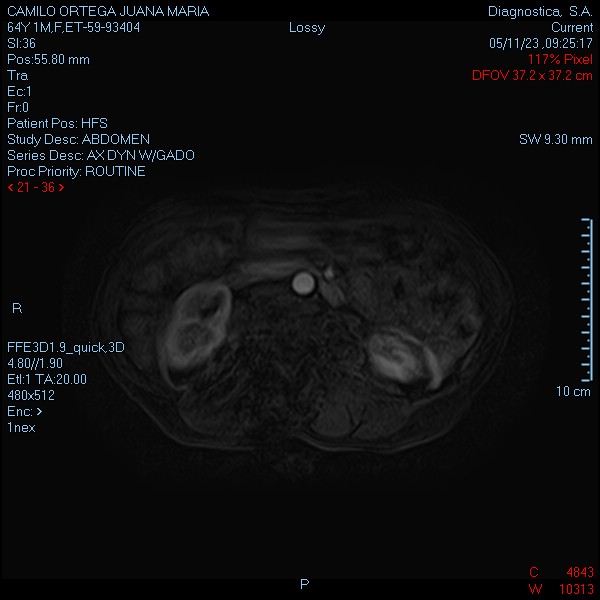 CAMILO ORTEGA JUANA MARIA
64Y 1M,F,ET-59-93404
Sl:36
Pos:55.80 mm
Tra
Ec:1
Fr:0
Patient Pos: HFS
Study Desc: ABDOMEN
Series Desc: AX DYN W/GADO
Proc Priority: ROUTINE
< 21 - 36 >
Lossy
Diagnostica, S.A.
Current
05/11/23 ,09:25:17
117% Pixel
DFOV 37.2 x 37.2 cm
SW 9.30 mm
R
FFE3D1.9_quick,3D
4.80//1.90
Etl:1 TA:20.00
480x512
Enc: >
1nex
10 cm
P
C 4843
W 10313